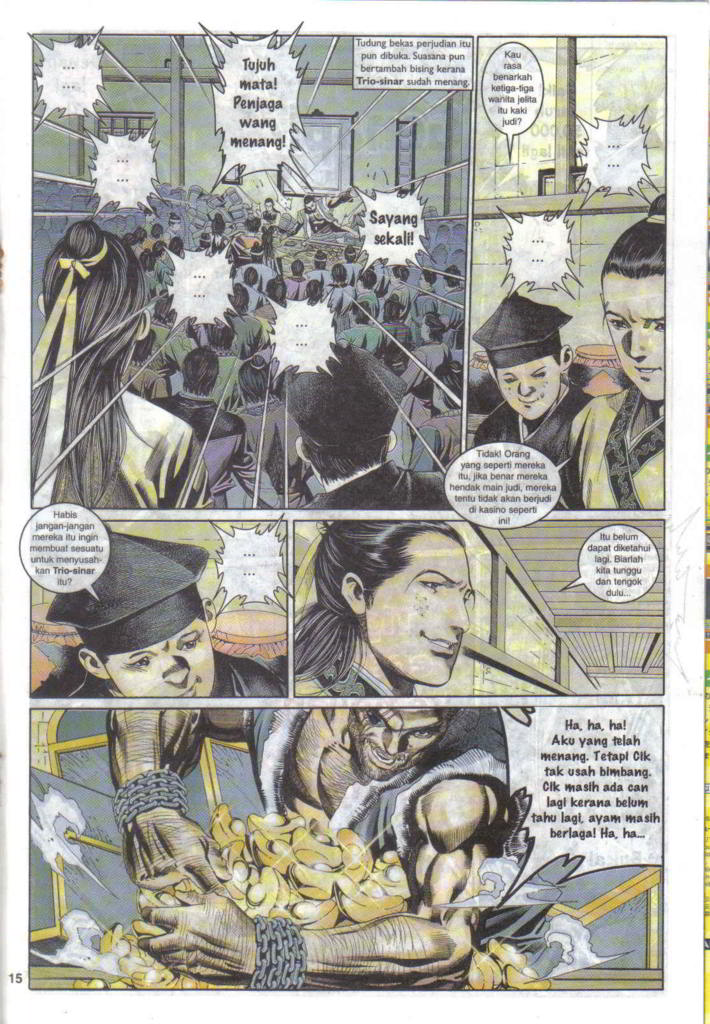 ... 
...
Tujuh
mata!
Penjaga
wang
menang!
Tudung bekas perjudian itu
pun dibuka. Suasana pun
bertambah bising kerana
Trio-sinar sudah menang.
...
...
Sayang
sekali!
...
...
...
...
Kau
rasa
benarkah
ketiga-tiga
wanita jelita
itu kaki
judi?
...
...
...
...
Tidak! Orang
yang seperti mereka
itu, jika benar mereka
hendak main judi, mereka
tentu tidak akan berjudi
di kasino seperti
ini!
Habis
jangan-jangan
mereka itu ingin
membuat sesuatu
untuk menyusah-
kan Trio-sinar
itu?
...
...
Itu belum
dapat diketahui
lagi. Biarlah
kita tunggu
dan tengok
dulu...
Ha, ha, ha!
Aku yang telah
menang. Tetapi Cik
tak usah bimbang.
Cik masih ada can
lagi kerana belum
tahu lagi, ayam masih
berlaga! Ha, ha...
15